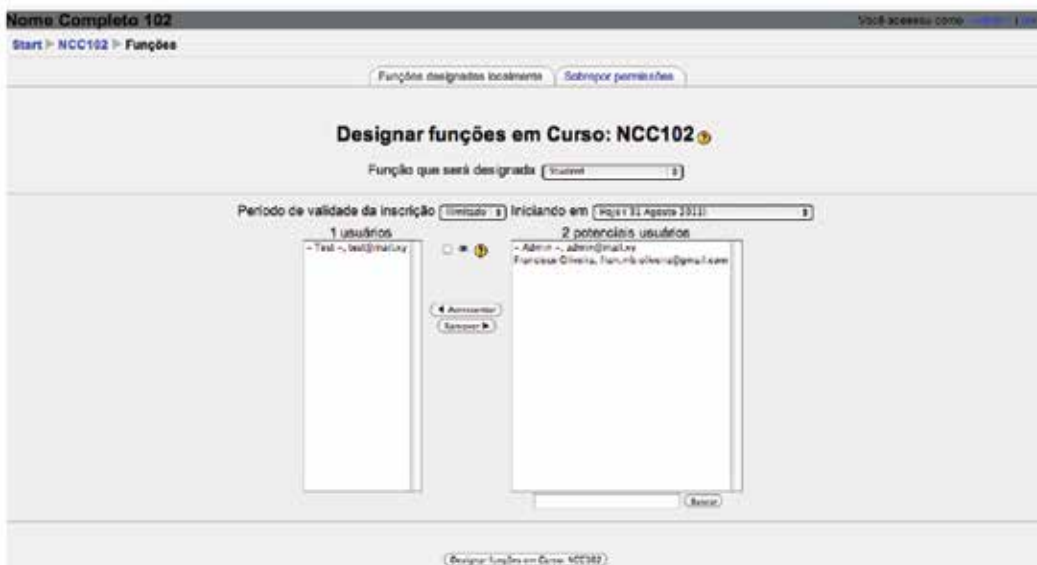 Nome Completo 102
Você acessou como
Start ► NCC102 ► Funções
Funções designadas localmente Sobrepor permissões
Designar funções em Curso: NCC102
Função que será designada Student
Período de validade da inscrição Ilimitado Iniciando em Hoje ( 31 Agosto 2011)
1 usuários 2 potenciais usuários
- Test -, test@mail.xy - Admin -, admin@mail.xy
Oliveira,
◄ Acrescentar
Remover ►
Buscar
Designar funções em Curso: NCC102